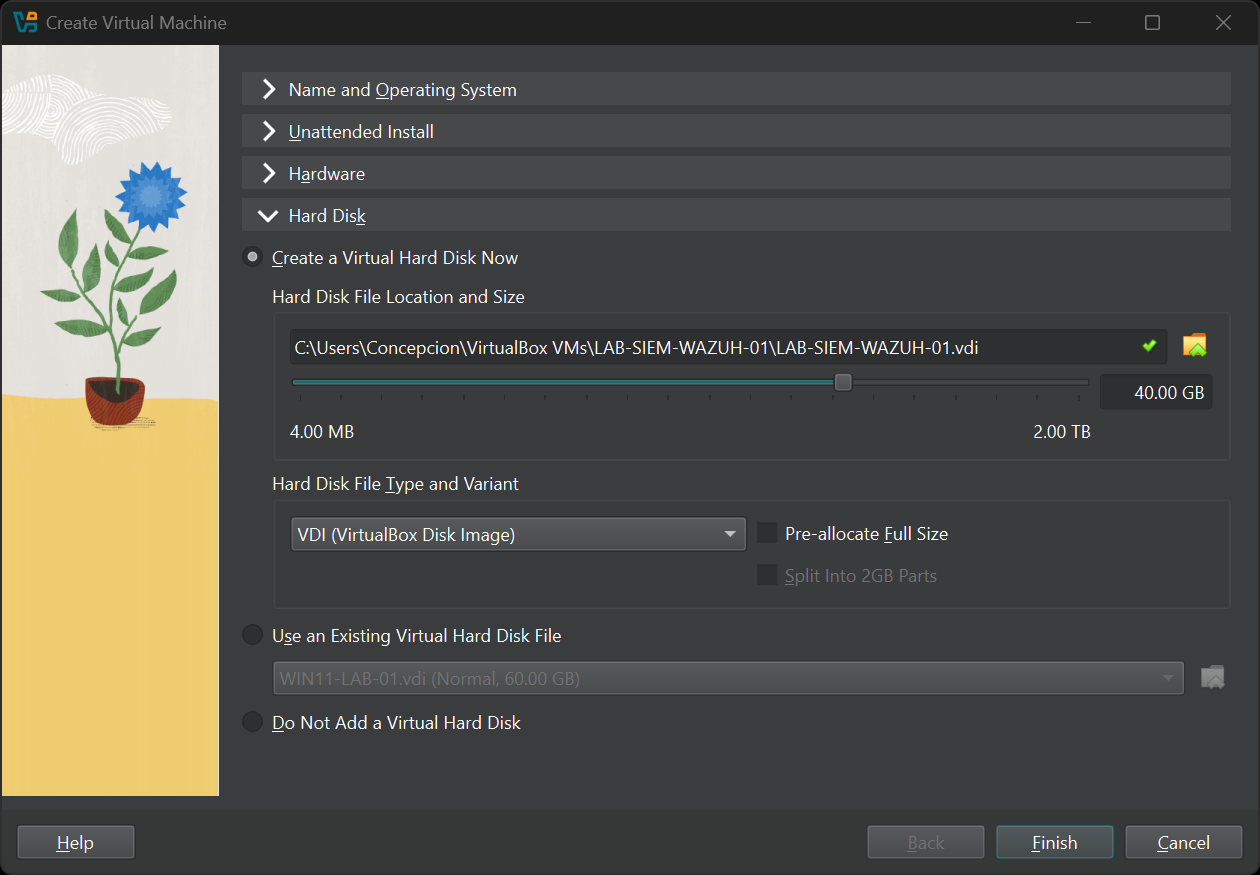 Create Virtual Machine
Name and Operating System
Unattended Install
Hardware
Hard Disk
Create a Virtual Hard Disk Now
Hard Disk File Location and Size
C:\Users\Concepcion\VirtualBox VMs\LAB-SIEM-WAZUH-01\LAB-SIEM-WAZUH-01.vdi
40.00 GB
4.00 MB 2.00 TB
Hard Disk File Type and Variant
VDI (VirtualBox Disk Image) Pre-allocate Full Size
Split Into 2GB Parts
Use an Existing Virtual Hard Disk File
WIN11-LAB-01.vdi (Normal, 60.00 GB)
Do Not Add a Virtual Hard Disk
Help Back Finish Cancel